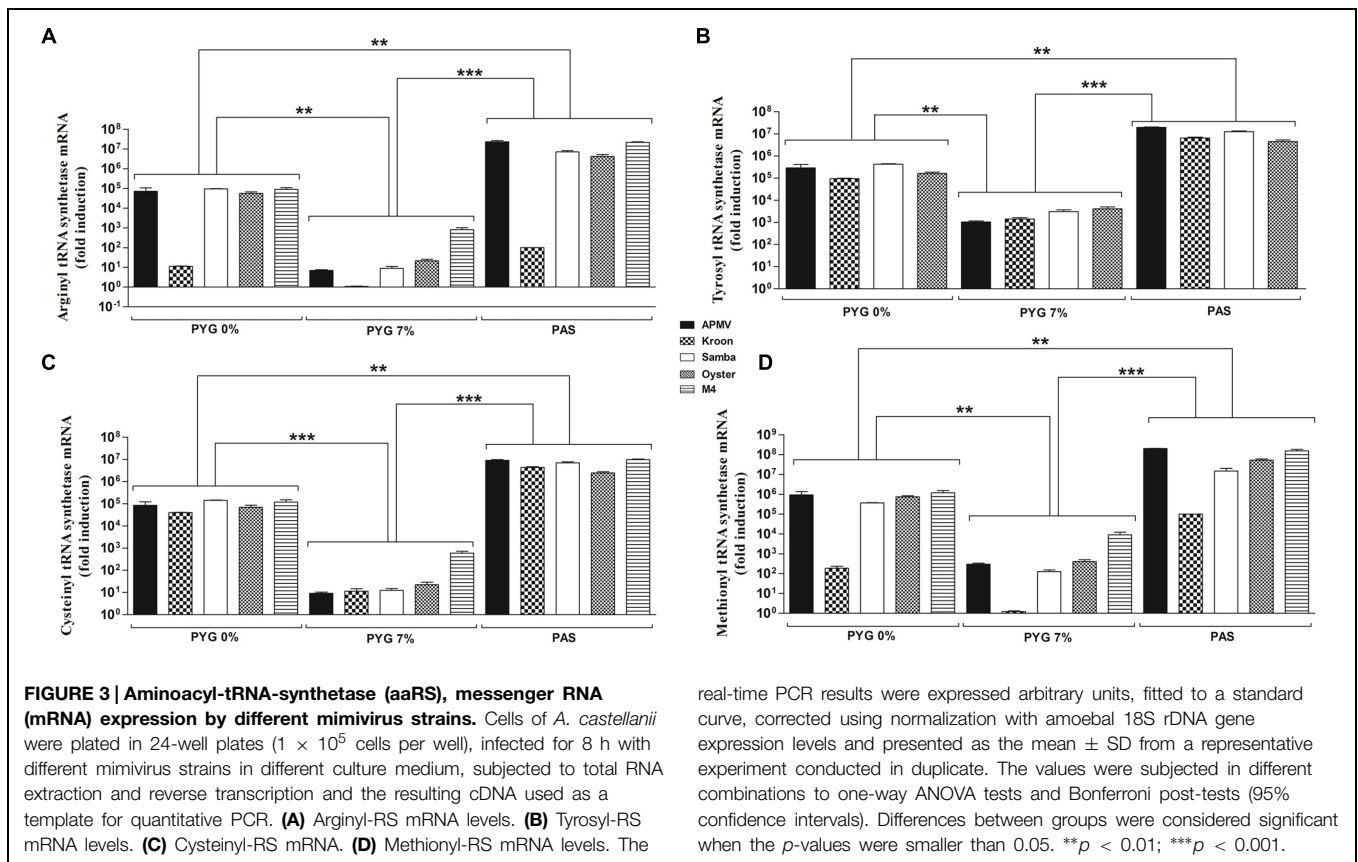 A
**
***
**
Arginyl tRNA synthetase mRNA
(fold induction)
10^8
10^7
10^6
10^5
10^4
10^3
10^2
10^1
10^0
10^-1
PYG 0%
PYG 7%
PAS
B
**
***
**
Tyrosyl tRNA synthetase mRNA
(fold induction)
10^8
10^7
10^6
10^5
10^4
10^3
10^2
10^1
10^0
PYG 0%
PYG 7%
PAS
APMV
Kroon
Samba
Oyster
M4
C
**
***
***
Cysteinyl tRNA synthetase mRNA
(fold induction)
10^8
10^7
10^6
10^5
10^4
10^3
10^2
10^1
10^0
PYG 0%
PYG 7%
PAS
D
**
***
**
Methionyl tRNA synthetase mRNA
(fold induction)
10^9
10^8
10^7
10^6
10^5
10^4
10^3
10^2
10^1
10^0
PYG 0%
PYG 7%
PAS
FIGURE 3 | Aminoacyl-tRNA-synthetase (aaRS), messenger RNA
(mRNA) expression by different mimivirus strains. Cells of A. castellanii
were plated in 24-well plates (1 × 10^5 cells per well), infected for 8 h with
different mimivirus strains in different culture medium, subjected to total RNA
extraction and reverse transcription and the resulting cDNA used as a
template for quantitative PCR. (A) Arginyl-RS mRNA levels. (B) Tyrosyl-RS
mRNA levels. (C) Cysteinyl-RS mRNA. (D) Methionyl-RS mRNA levels. The
real-time PCR results were expressed arbitrary units, fitted to a standard
curve, corrected using normalization with amoebal 18S rDNA gene
expression levels and presented as the mean ± SD from a representative
experiment conducted in duplicate. The values were subjected in different
combinations to one-way ANOVA tests and Bonferroni post-tests (95%
confidence intervals). Differences between groups were considered significant
when the p-values were smaller than 0.05. **p < 0.01; ***p < 0.001.